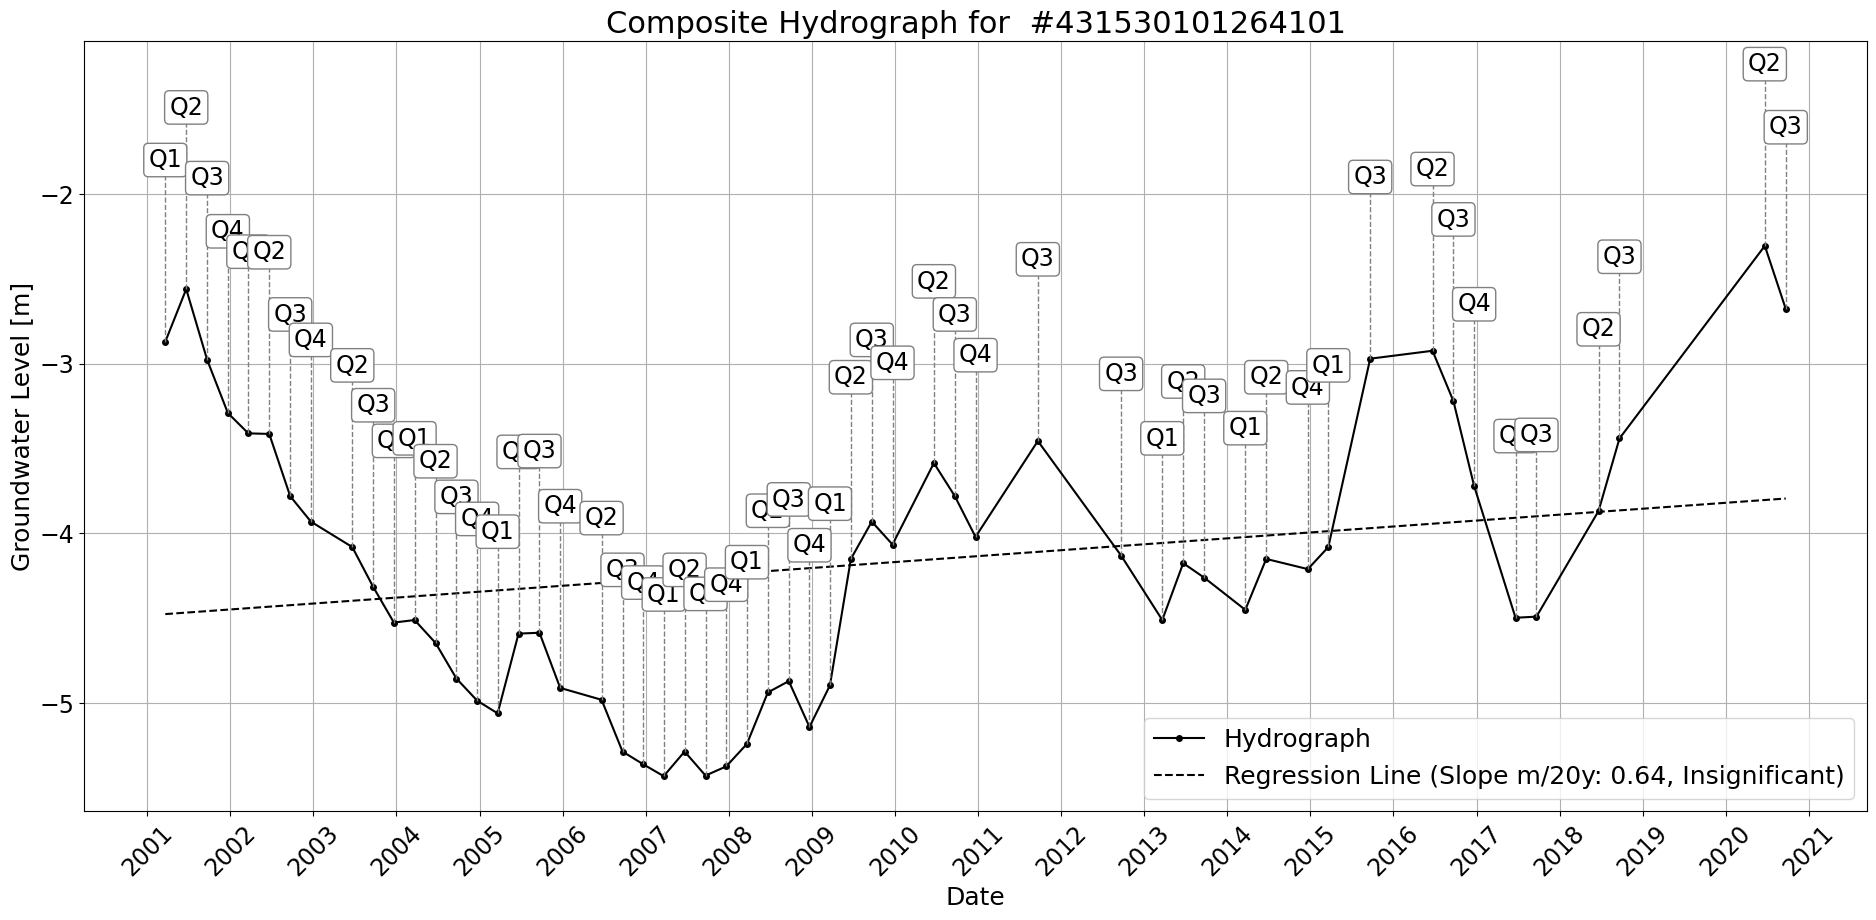 Composite Hydrograph for  #431530101264101
Groundwater Level [m]
−2
−3
−4
−5
Q1
Q2
Q3
Q4
Q2
Q3
Q4
Q2
Q3
Q1
Q2
Q3
Q4
Q1
Q3
Q4
Q2
Q3
Q4
Q1
Q2
Q4
Q1
Q3
Q4
Q1
Q2
Q3
Q4
Q2
Q3
Q4
Q3
Q3
Q1
Q3
Q1
Q2
Q4
Q1
Q3
Q2
Q3
Q4
Q3
Q2
Q3
Q2
Q3
Hydrograph
Regression Line (Slope m/20y: 0.64, Insignificant)
2001
2002
2003
2004
2005
2006
2007
2008
2009
2010
2011
2012
2013
2014
2015
2016
2017
2018
2019
2020
2021
Date